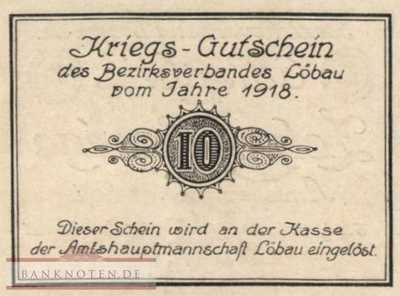 Kriegs-Gutschein
des Bezirksverbandes Löbau
vom Jahre 1918.
10
Dieser Schein wird an der Kasse
der Amtshauptmannschaft Löbau eingelöst.
BANKNOTEN.DE